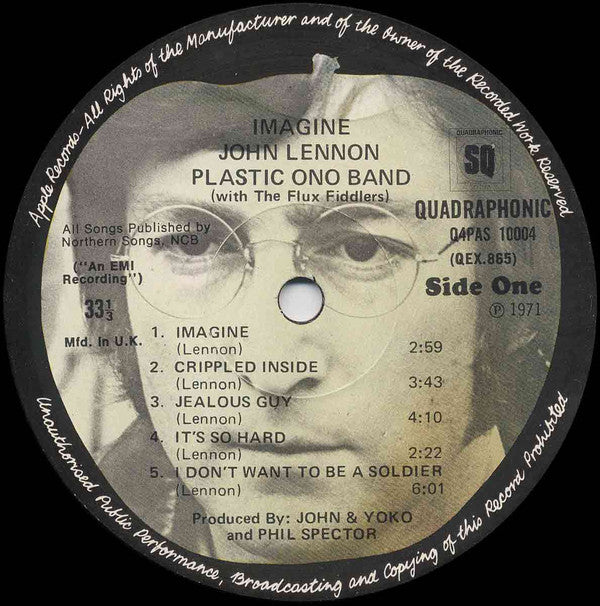 Apple Records-All Rights of the Manufacturer and of the Owner of the Recorded Work Reserved
IMAGINE
JOHN LENNON
PLASTIC ONO BAND
(with The Flux Fiddlers)
QUADRAPHONIC
SQ
QUADRAPHONIC
Q4PAS 10004
(QEX.865)
Side One
℗ 1971
All Songs Published by
Northern Songs, NCB
("An EMI
Recording")
33 1/3
Mfd. In U.K.
1. IMAGINE
(Lennon) 2:59
2. CRIPPLED INSIDE
(Lennon) 3:43
3. JEALOUS GUY
(Lennon) 4:10
4. IT'S SO HARD
(Lennon) 2:22
5. I DON'T WANT TO BE A SOLDIER
(Lennon) 6:01
Produced By: JOHN & YOKO
and PHIL SPECTOR
Unauthorised Public Performance, Broadcasting and Copying of this Record Prohibited